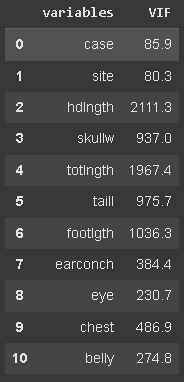 variables VIF
0 case 85.9
1 site 80.3
2 hdlngth 2111.3
3 skullw 937.0
4 totlngth 1967.4
5 taill 975.7
6 footlgth 1036.3
7 earconch 384.4
8 eye 230.7
9 chest 486.9
10 belly 274.8